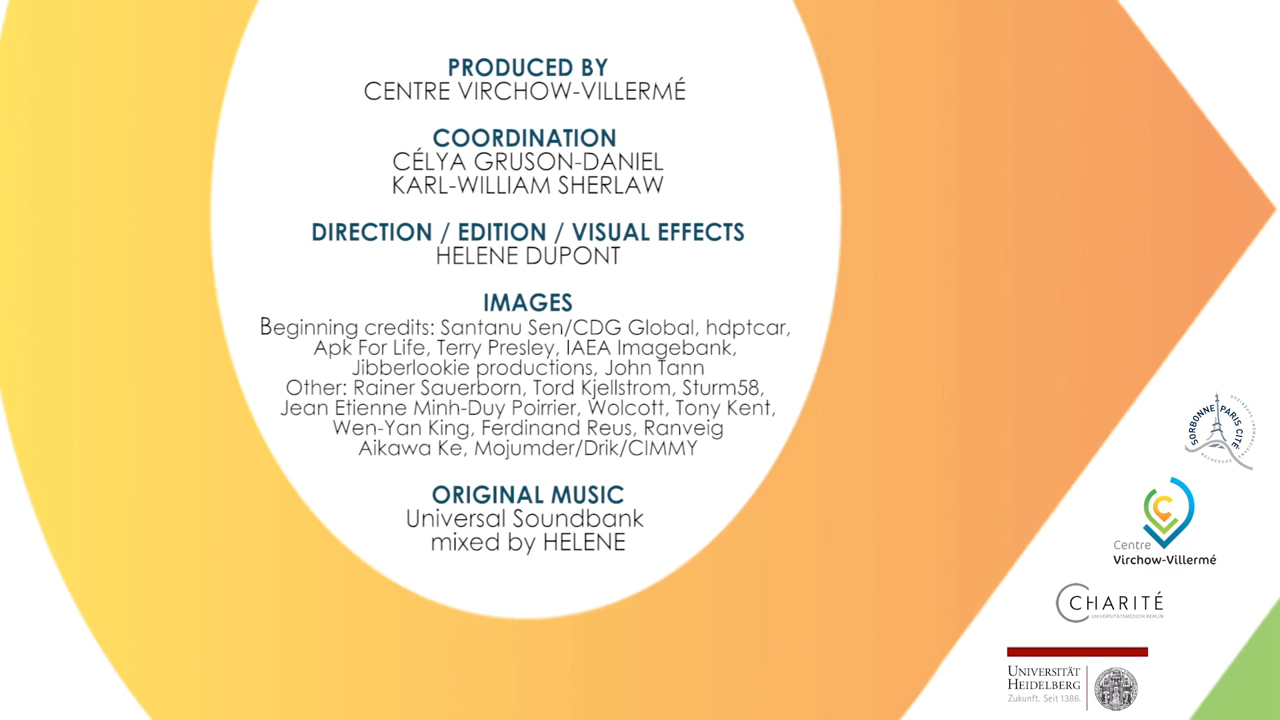 PRODUCED BY
CENTRE VIRCHOW-VILLERMÉ
COORDINATION
CÉLYA GRUSON-DANIEL
KARL-WILLIAM SHERLAW
DIRECTION / EDITION / VISUAL EFFECTS
HELENE DUPONT
IMAGES
Beginning credits: Santanu Sen/CDG Global, hdptcar,
Apk For Life, Terry Presley, IAEA Imagebank,
Jibberlookie productions, John Tann
Other: Rainer Sauerborn, Tord Kjellstrom, Sturm58,
Jean Etienne Minh-Duy Poirrier, Wolcott, Tony Kent,
Wen-Yan King, Ferdinand Reus, Ranveig
Aikawa Ke, Mojumder/Drik/CIMMY
ORIGINAL MUSIC
Universal Soundbank
mixed by HELENE
SORBONNE PARIS CITÉ
Centre
Virchow-Villermé
CHARITÉ
UNIVERSITÄTSMEDIZIN BERLIN
UNIVERSITÄT
HEIDELBERG
Zukunft. Seit 1386.